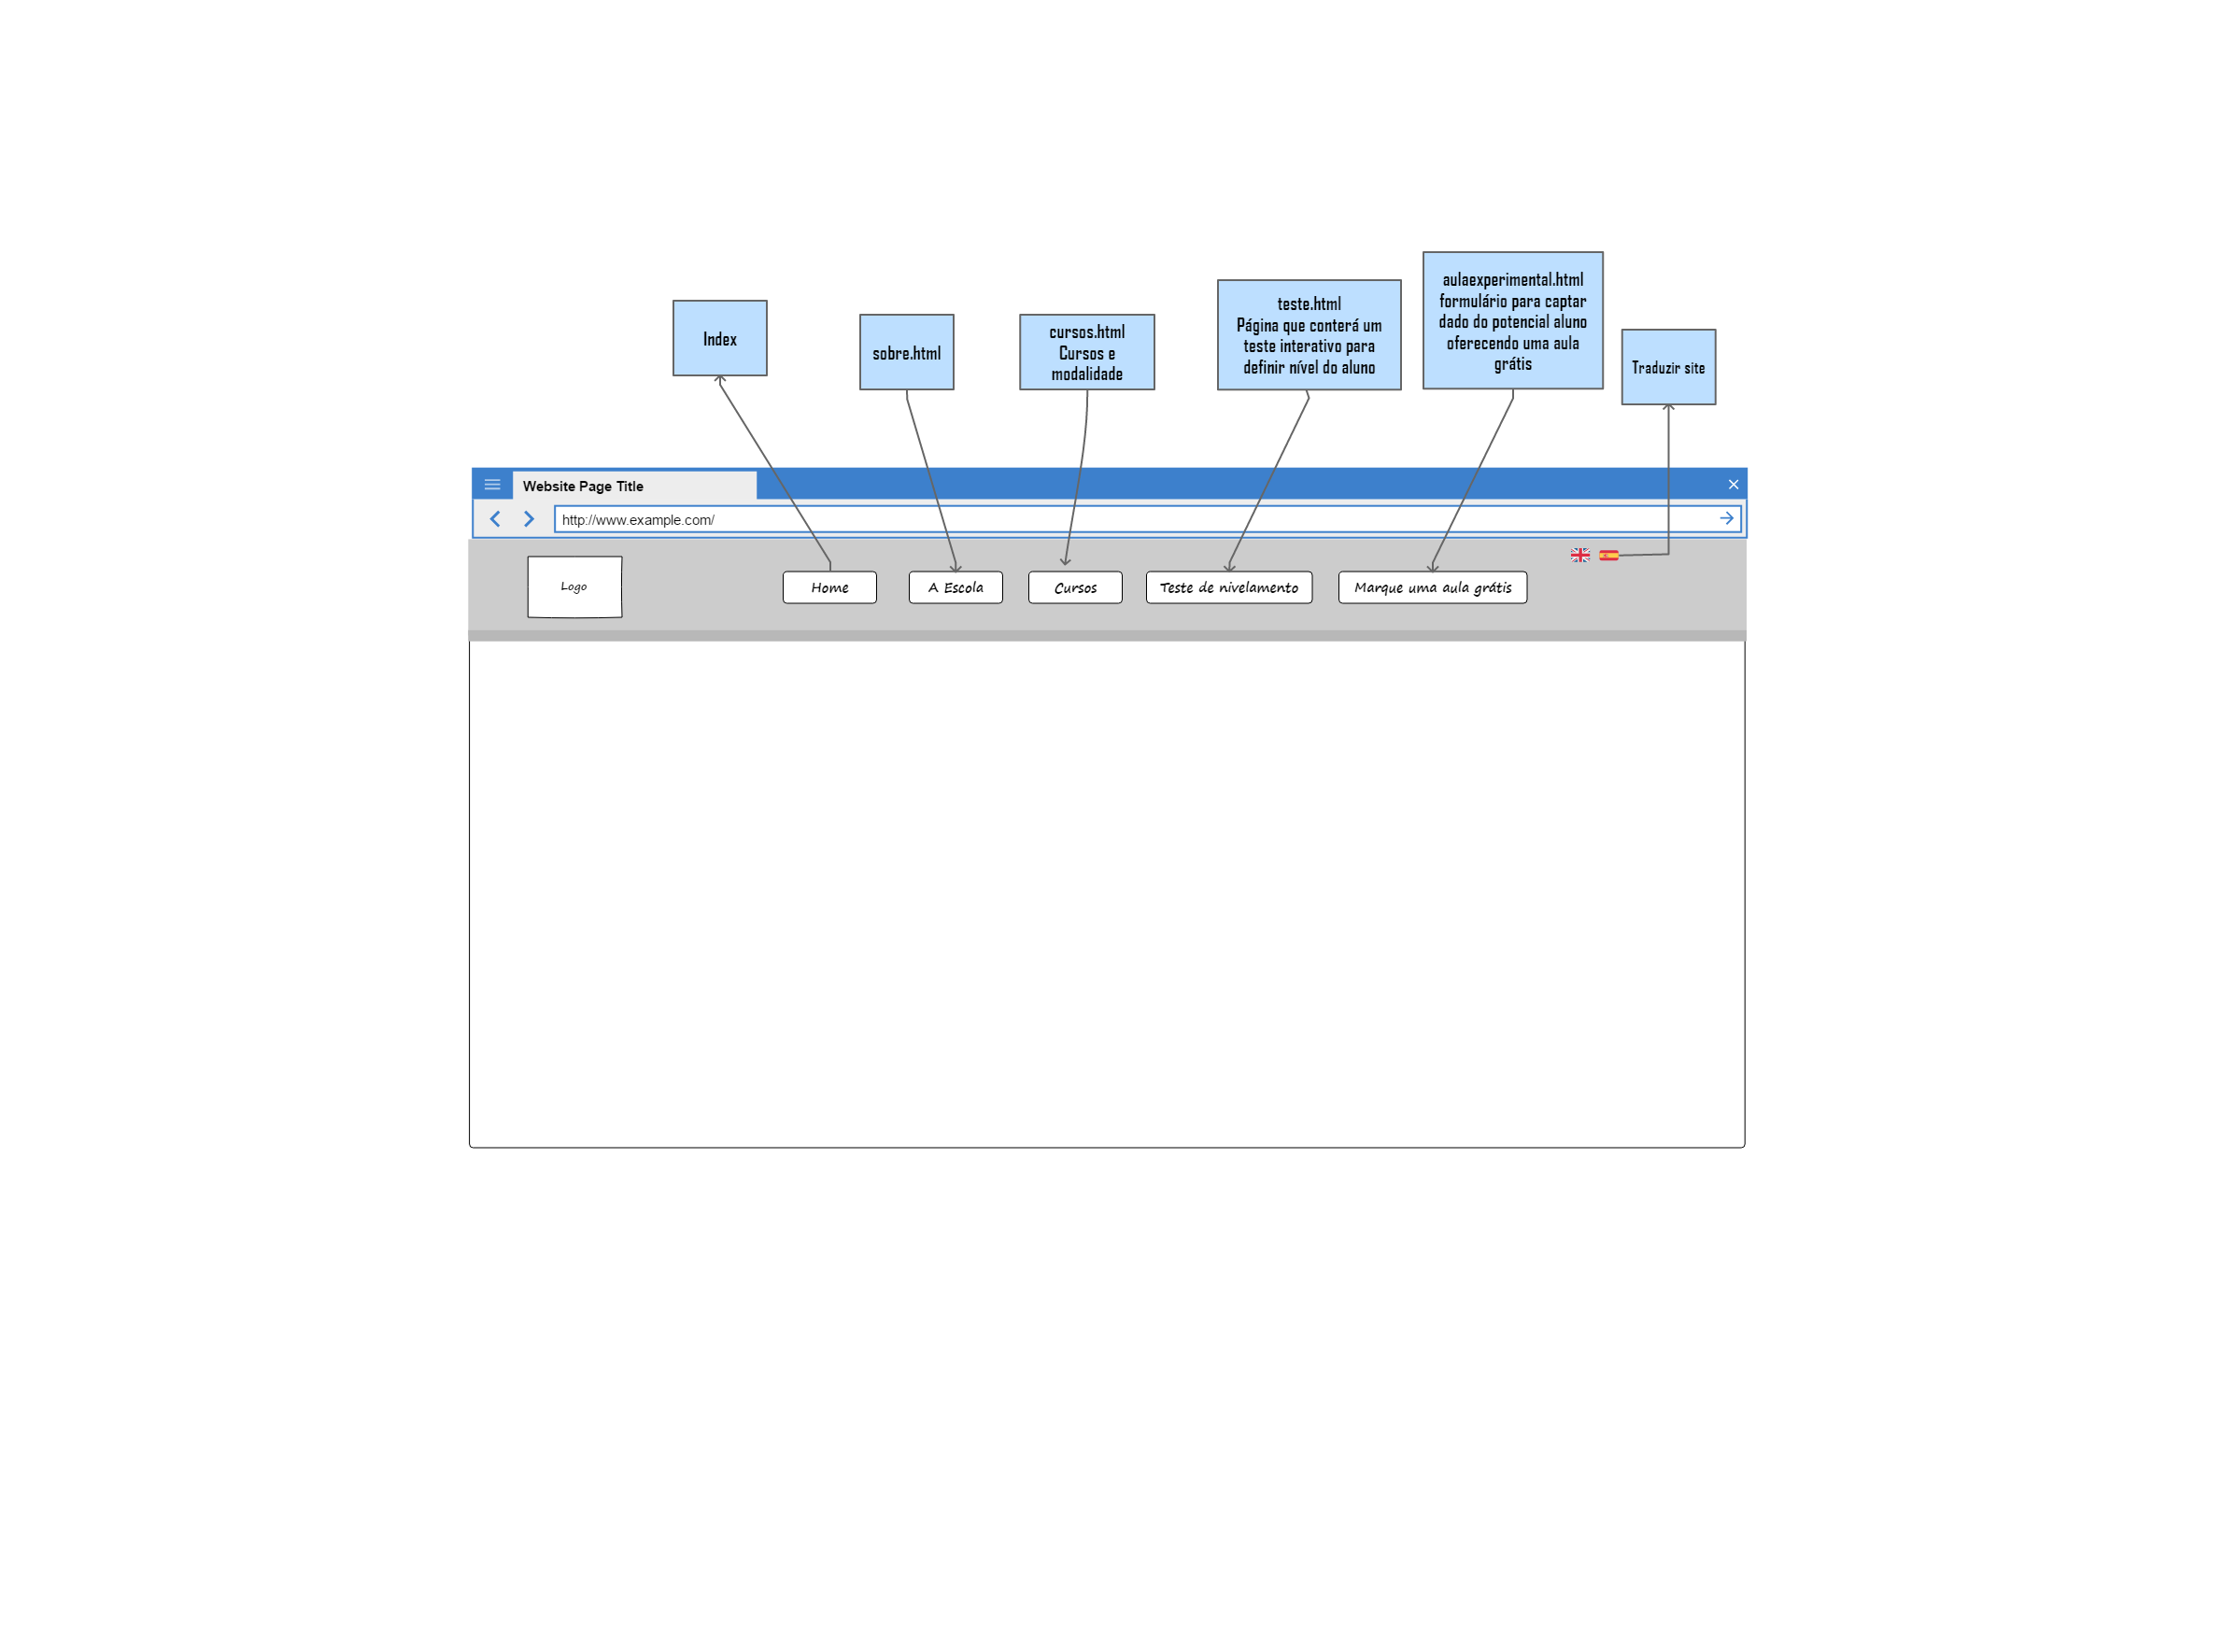 Index
sobre.html
cursos.html
Cursos e
modalidade
teste.html
Página que conterá um
teste interativo para
definir nível do aluno
aulaexperimental.html
formulário para captar
dado do potencial aluno
oferecendo uma aula
grátis
Traduzir site
Website Page Title
http://www.example.com/
Logo
Home
A Escola
Cursos
Teste de nivelamento
Marque uma aula grátis